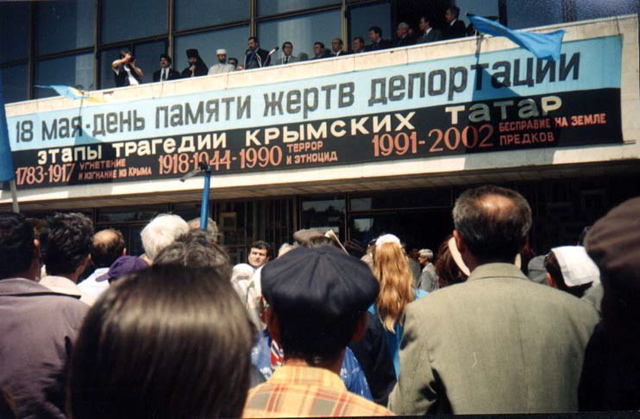 18 мая - день памяти жертв депортации
этапы трагедии крымских татар
1783-1917 угнетение
и изгнание из Крыма
1918-1944-1990 террор
и этноцид
1991-2002 бесправие на земле
предков